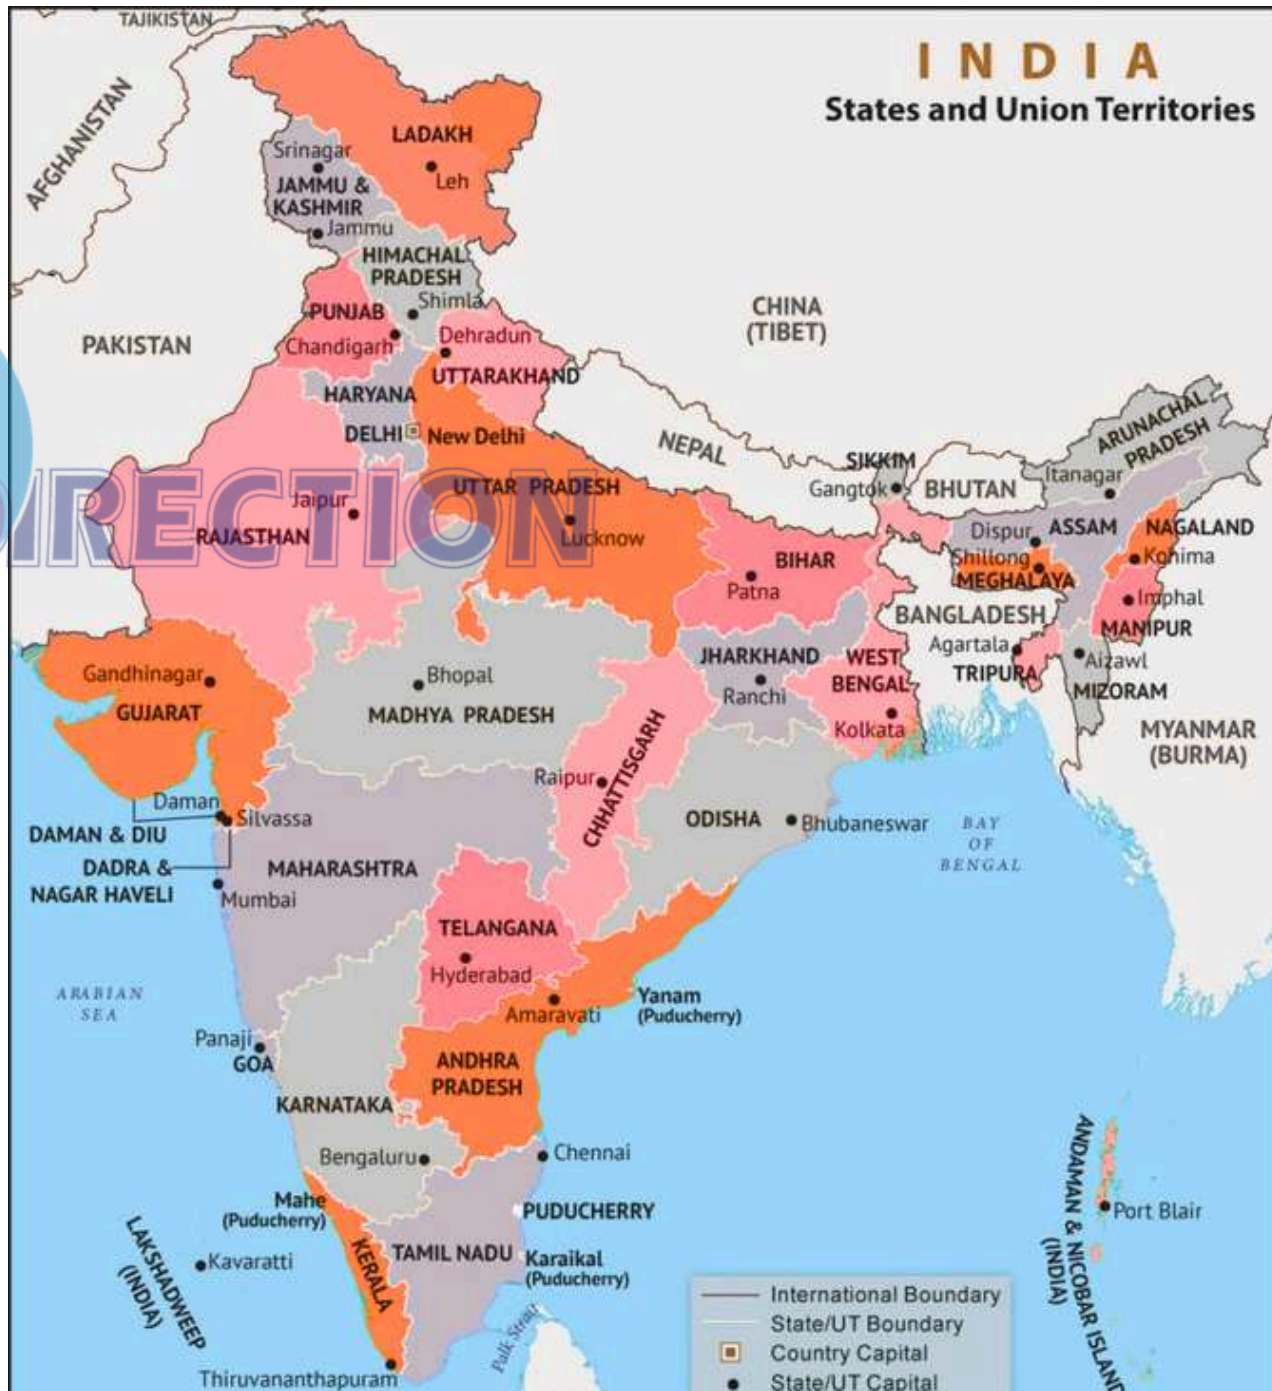 TAJIKISTAN
INDIA
States and Union Territories
AFGHANISTAN
LADAKH
Leh
Srinagar
JAMMU &
KASHMIR
Jammu
HIMACHAL
PRADESH
Shimla
PUNJAB
Chandigarh
Dehradun
UTTARAKHAND
CHINA
(TIBET)
PAKISTAN
HARYANA
DELHI
New Delhi
NEPAL
SIKKIM
Gangtok
BHUTAN
ARUNACHAL
PRADESH
Itanagar
DIRECTION
Jaipur
RAJASTHAN
UTTAR PRADESH
Lucknow
BIHAR
Patna
Dispur
ASSAM
NAGALAND
Shillong
MEGHALAYA
Kohima
Imphal
MANIPUR
BANGLADESH
Agartala
TRIPURA
Aizawl
MIZORAM
MYANMAR
(BURMA)
Gandhinagar
GUJARAT
Bhopal
MADHYA PRADESH
JHARKHAND
Ranchi
WEST
BENGAL
Kolkata
Raipur
CHHATTISGARH
ODISHA
Bhubaneswar
BAY
OF
BENGAL
Daman
Silvassa
DAMAN & DIU
DADRA &
NAGAR HAVELI
MAHARASHTRA
Mumbai
TELANGANA
Hyderabad
ARABIAN
SEA
Amaravati
Yanam
(Puducherry)
Panaji
GOA
ANDHRA
PRADESH
KARNATAKA
Bengaluru
Chennai
Mahe
(Puducherry)
PUDUCHERRY
LAKSHADWEEP
(INDIA)
Kavaratti
KERALA
TAMIL NADU
Karaikal
(Puducherry)
Thiruvananthapuram
Palk Strait
ANDAMAN & NICOBAR ISLAND
(INDIA)
Port Blair
International Boundary
State/UT Boundary
Country Capital
State/UT Capital